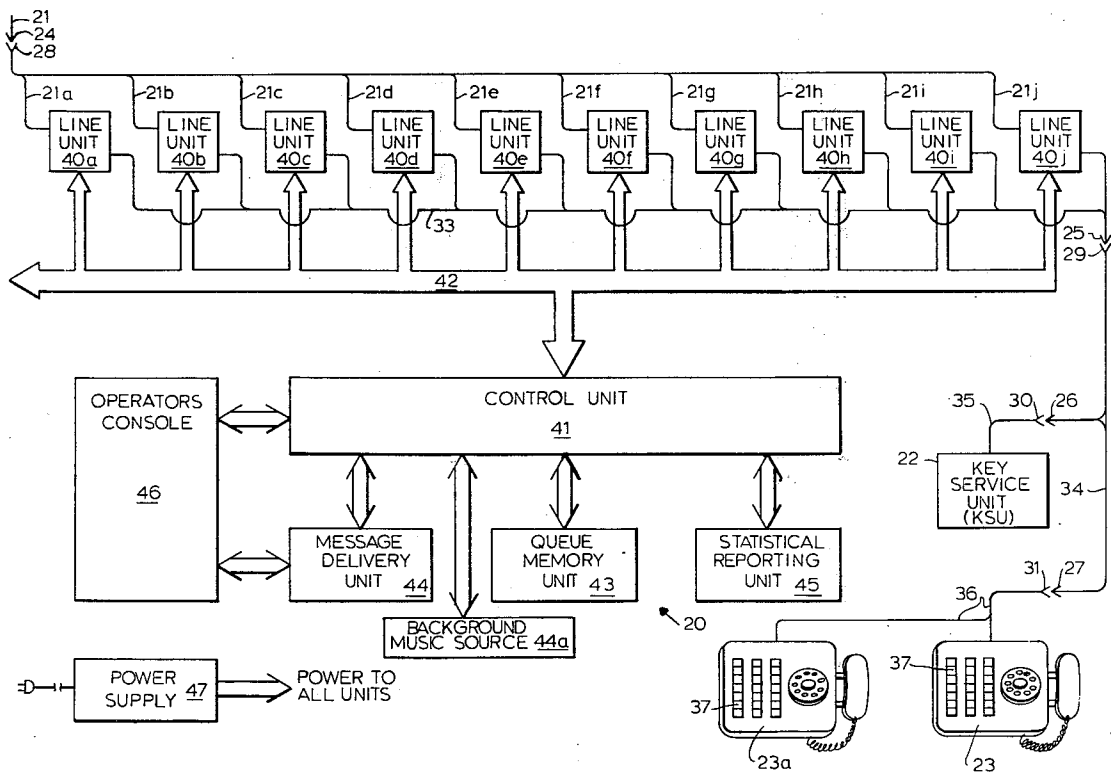 21
24
28
21a 21b 21c 21d 21e 21f 21g 21h 21i 21j
LINE UNIT 40a
LINE UNIT 40b
LINE UNIT 40c
LINE UNIT 40d
LINE UNIT 40e
LINE UNIT 40f
LINE UNIT 40g
LINE UNIT 40h
LINE UNIT 40i
LINE UNIT 40j
33
25
29
42
OPERATORS
CONSOLE
46
CONTROL UNIT
41
35
30
26
22
KEY
SERVICE
UNIT
(KSU)
34
MESSAGE
DELIVERY
UNIT 44
QUEUE
MEMORY
UNIT 43
STATISTICAL
REPORTING
UNIT 45
BACKGROUND
MUSIC SOURCE 44a
20
31
27
36
POWER
SUPPLY 47
POWER TO
ALL UNITS
37
37
23a
23